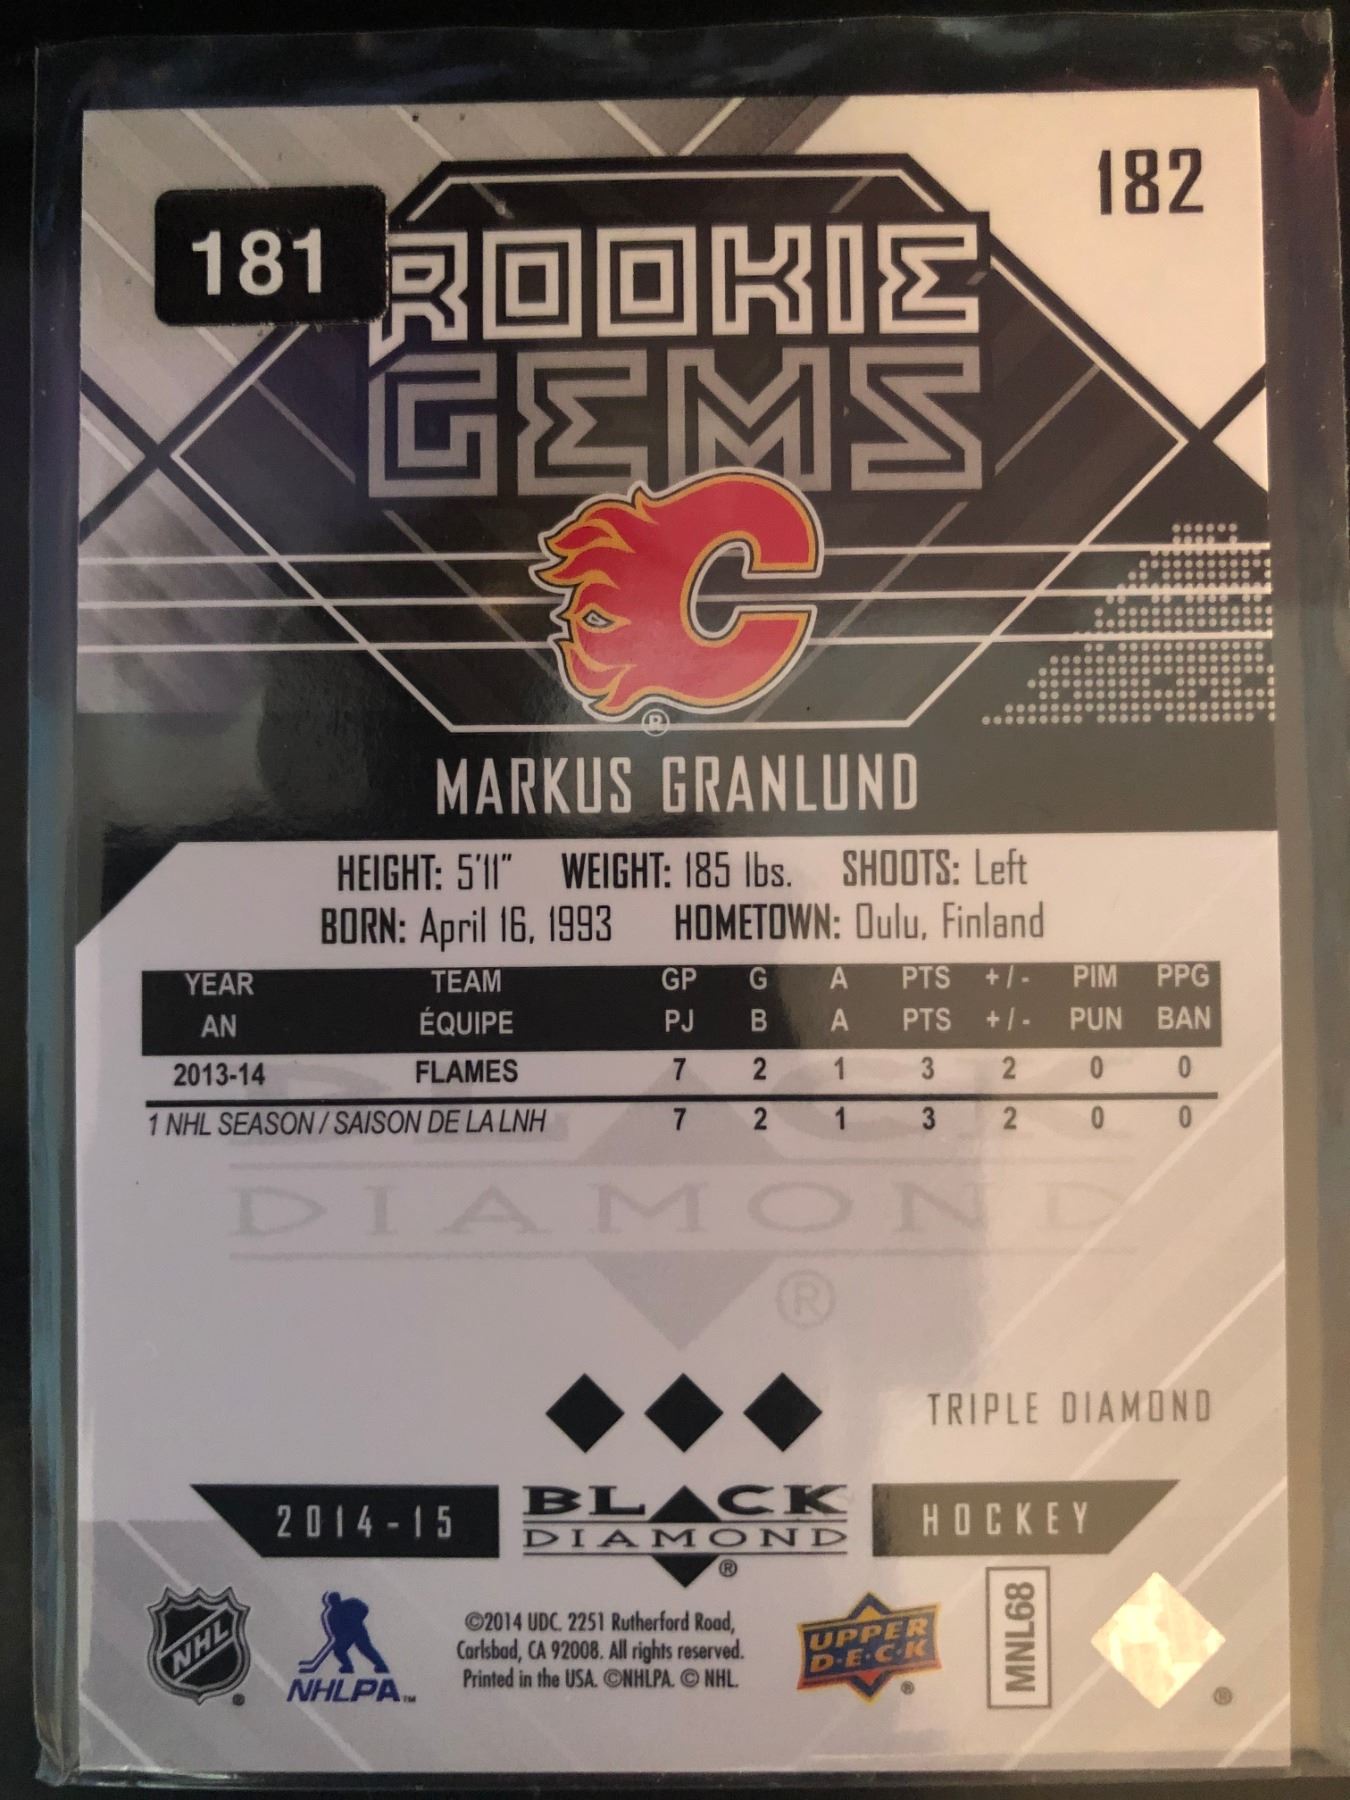 182
181
ROOKIE
GEMS
C
®
MARKUS GRANLUND
HEIGHT: 5'11" WEIGHT: 185 lbs. SHOOTS: Left
BORN: April 16, 1993 HOMETOWN: Oulu, Finland
YEAR TEAM GP G A PTS +/- PIM PPG
AN ÉQUIPE PJ B A PTS +/- PUN BAN
2013-14 FLAMES 7 2 1 3 2 0 0
1 NHL SEASON / SAISON DE LA LNH 7 2 1 3 2 0 0
BLACK
DIAMOND
®
TRIPLE DIAMOND
2014-15 BLACK HOCKEY
DIAMOND
®
NHL
®
NHLPA™
©2014 UDC. 2251 Rutherford Road,
Carlsbad, CA 92008. All rights reserved.
Printed in the USA. ©NHLPA. © NHL.
UPPER
D·E·C·K
®
MNL68
®